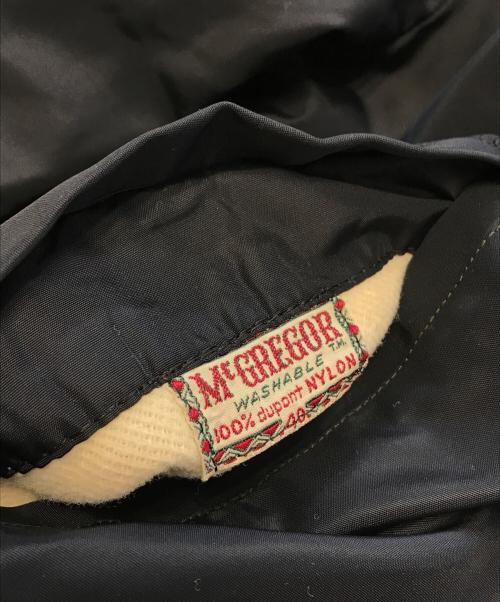 McGREGOR
WASHABLE T.M.
100% dupont NYLON
40